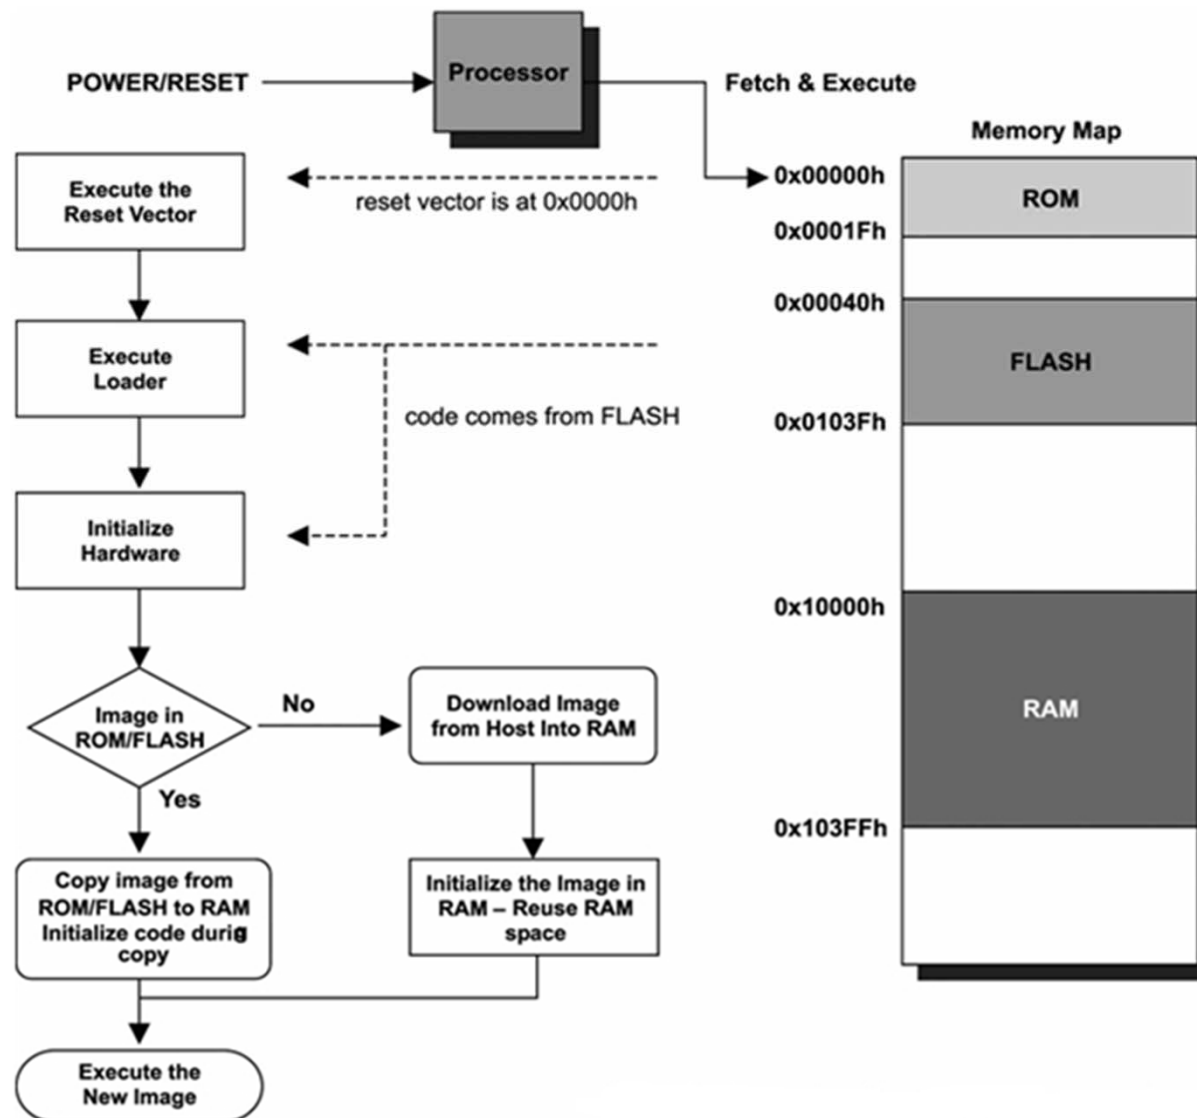 POWER/RESET
Processor
Fetch & Execute
Memory Map
Execute the
Reset Vector
reset vector is at 0x0000h
0x00000h
ROM
0x0001Fh
0x00040h
Execute
Loader
FLASH
code comes from FLASH
0x0103Fh
Initialize
Hardware
0x10000h
Image in
ROM/FLASH
No
Download Image
from Host Into RAM
RAM
Yes
0x103FFh
Copy image from
ROM/FLASH to RAM
Initialize code during
copy
Initialize the Image in
RAM – Reuse RAM
space
Execute the
New Image